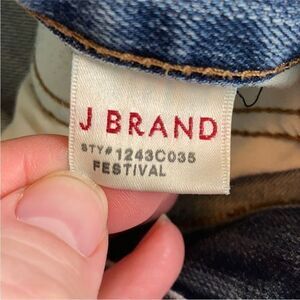 J BRAND
STY#1243C035
FESTIVAL